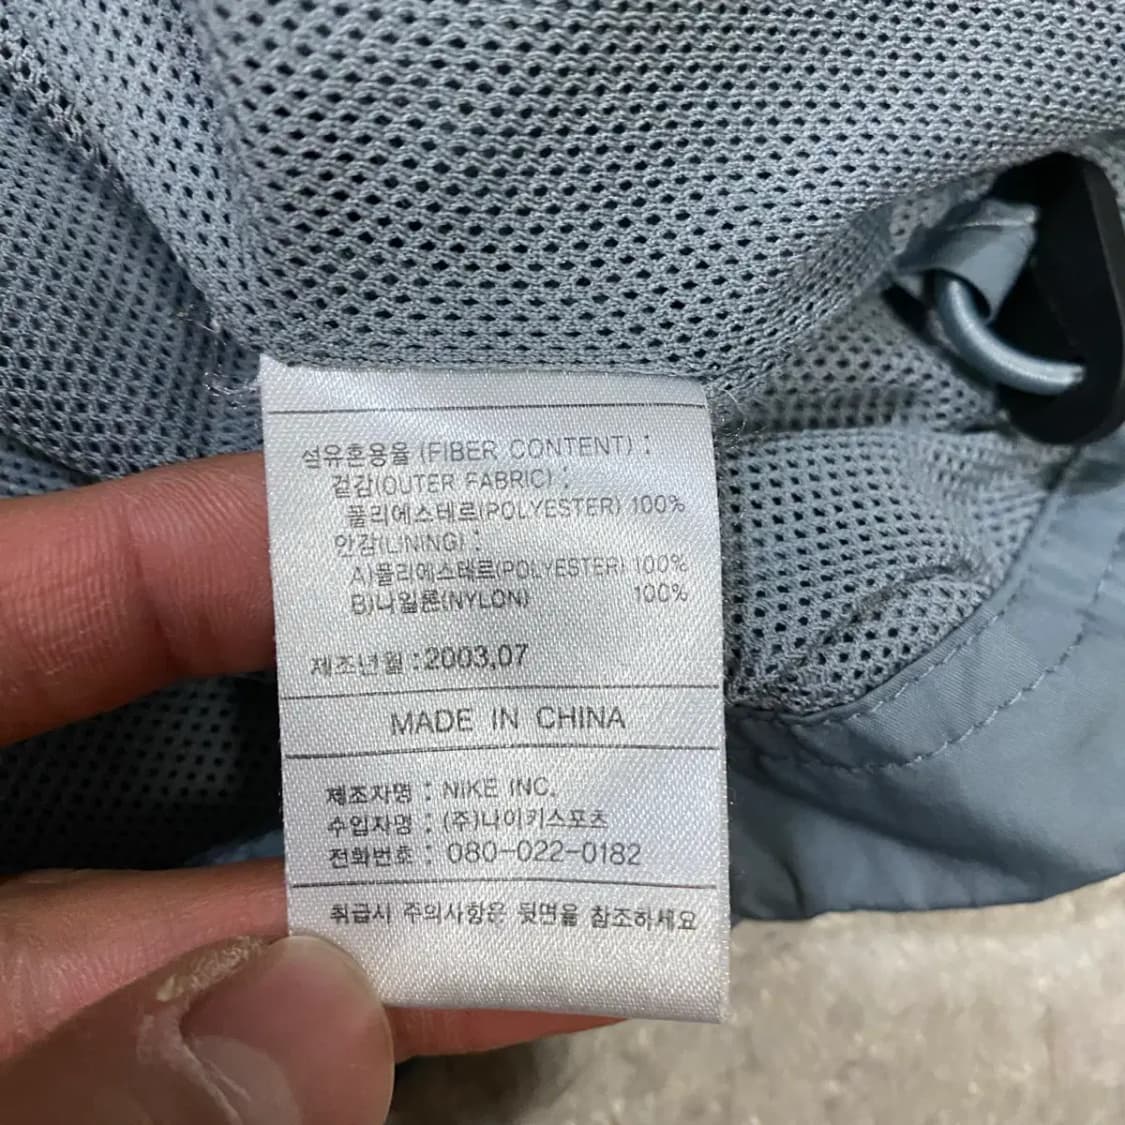 섬유혼용율(FIBER CONTENT) :
겉감(OUTER FABRIC) :
폴리에스테르(POLYESTER) 100%
안감(LINING) :
A)폴리에스테르(POLYESTER) 100%
B)나일론(NYLON) 100%
제조년월 : 2003.07
MADE IN CHINA
제조자명 : NIKE INC.
수입자명 : (주)나이키스포츠
전화번호 : 080-022-0182
취급시 주의사항은 뒷면을 참조하세요